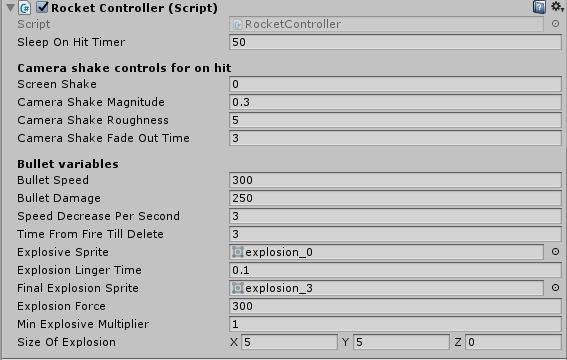 Rocket Controller (Script)
Script RocketController
Sleep On Hit Timer 50
Camera shake controls for on hit
Screen Shake 0
Camera Shake Magnitude 0.3
Camera Shake Roughness 5
Camera Shake Fade Out Time 3
Bullet variables
Bullet Speed 300
Bullet Damage 250
Speed Decrease Per Second 3
Time From Fire Till Delete 3
Explosive Sprite explosion_0
Explosion Linger Time 0.1
Final Explosion Sprite explosion_3
Explosion Force 300
Min Explosive Multiplier 1
Size Of Explosion X 5 Y 5 Z 0